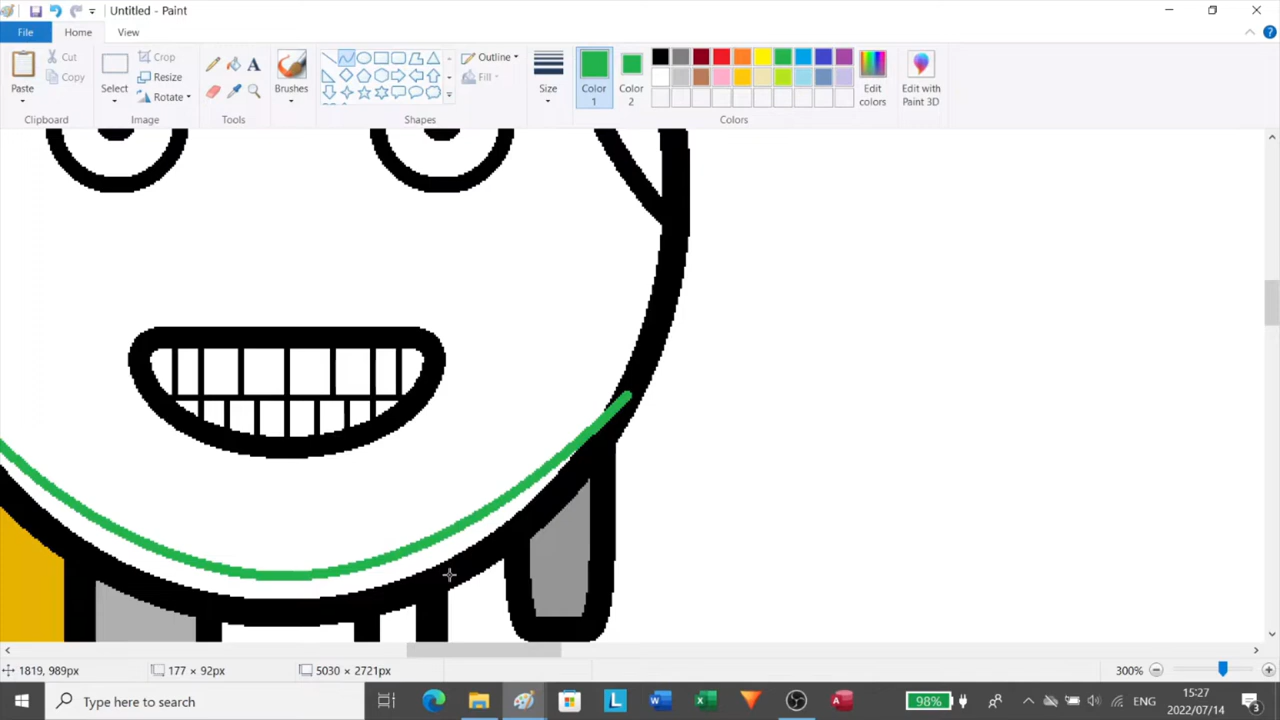 Untitled - Paint
File
Home
View
Paste
Cut
Copy
Clipboard
Select
Crop
Resize
Rotate
Image
A
Tools
Brushes
Outline
Fill
Shapes
Size
Color
1
Color
2
Edit
colors
Colors
Edit with
Paint 3D
1819, 989px
177 × 92px
5030 × 2721px
300%
Type here to search
L
98%
ENG
15:27
2022/07/14
3